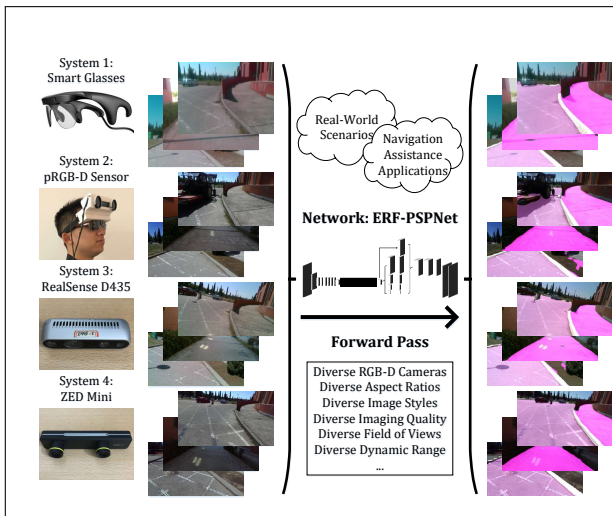 System 1:
Smart Glasses
System 2:
pRGB-D Sensor
System 3:
RealSense D435
System 4:
ZED Mini
Real-World
Scenarios
Navigation
Assistance
Applications
Network: ERF-PSPNet
Forward Pass
Diverse RGB-D Cameras
Diverse Aspect Ratios
Diverse Image Styles
Diverse Imaging Quality
Diverse Field of Views
Diverse Dynamic Range
...